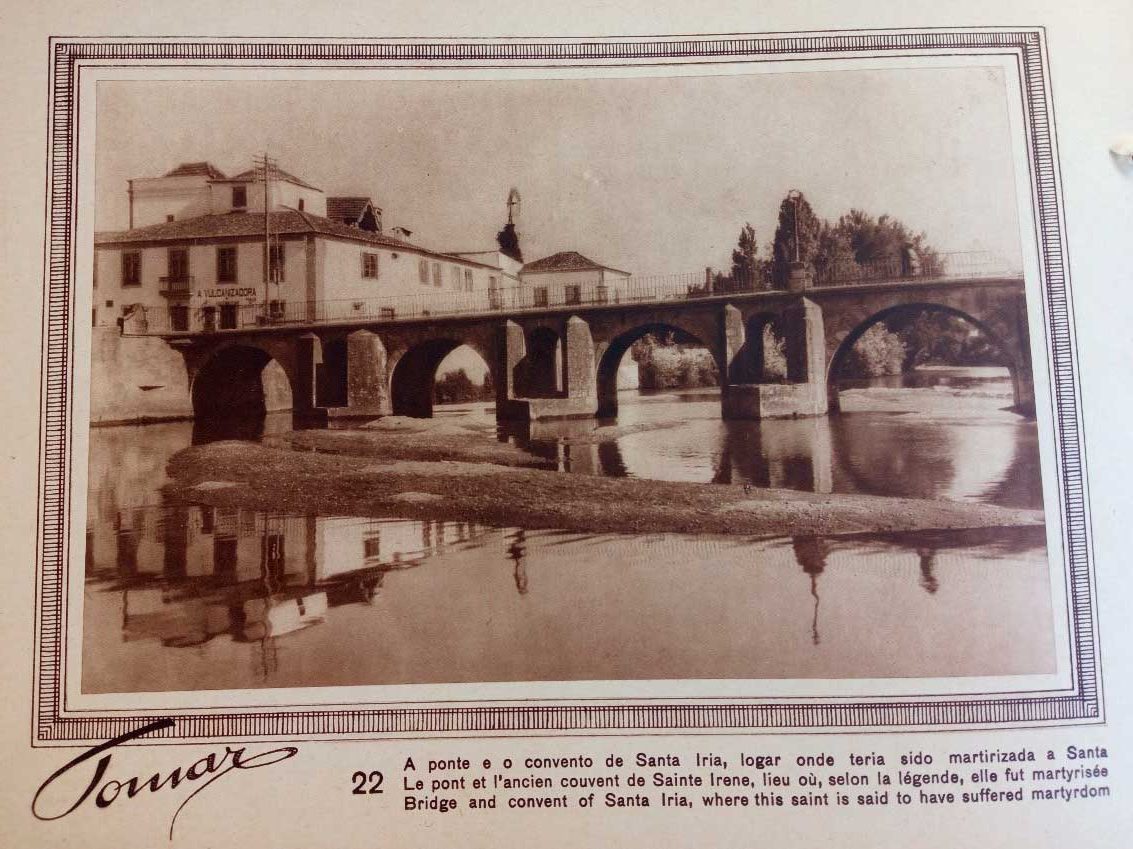 A VULCANIZADORA
Tomar
22
A ponte e o convento de Santa Iria, logar onde teria sido martirizada a Santa
Le pont et l'ancien couvent de Sainte Irene, lieu où, selon la légende, elle fut martyrisée
Bridge and convent of Santa Iria, where this saint is said to have suffered martyrdom